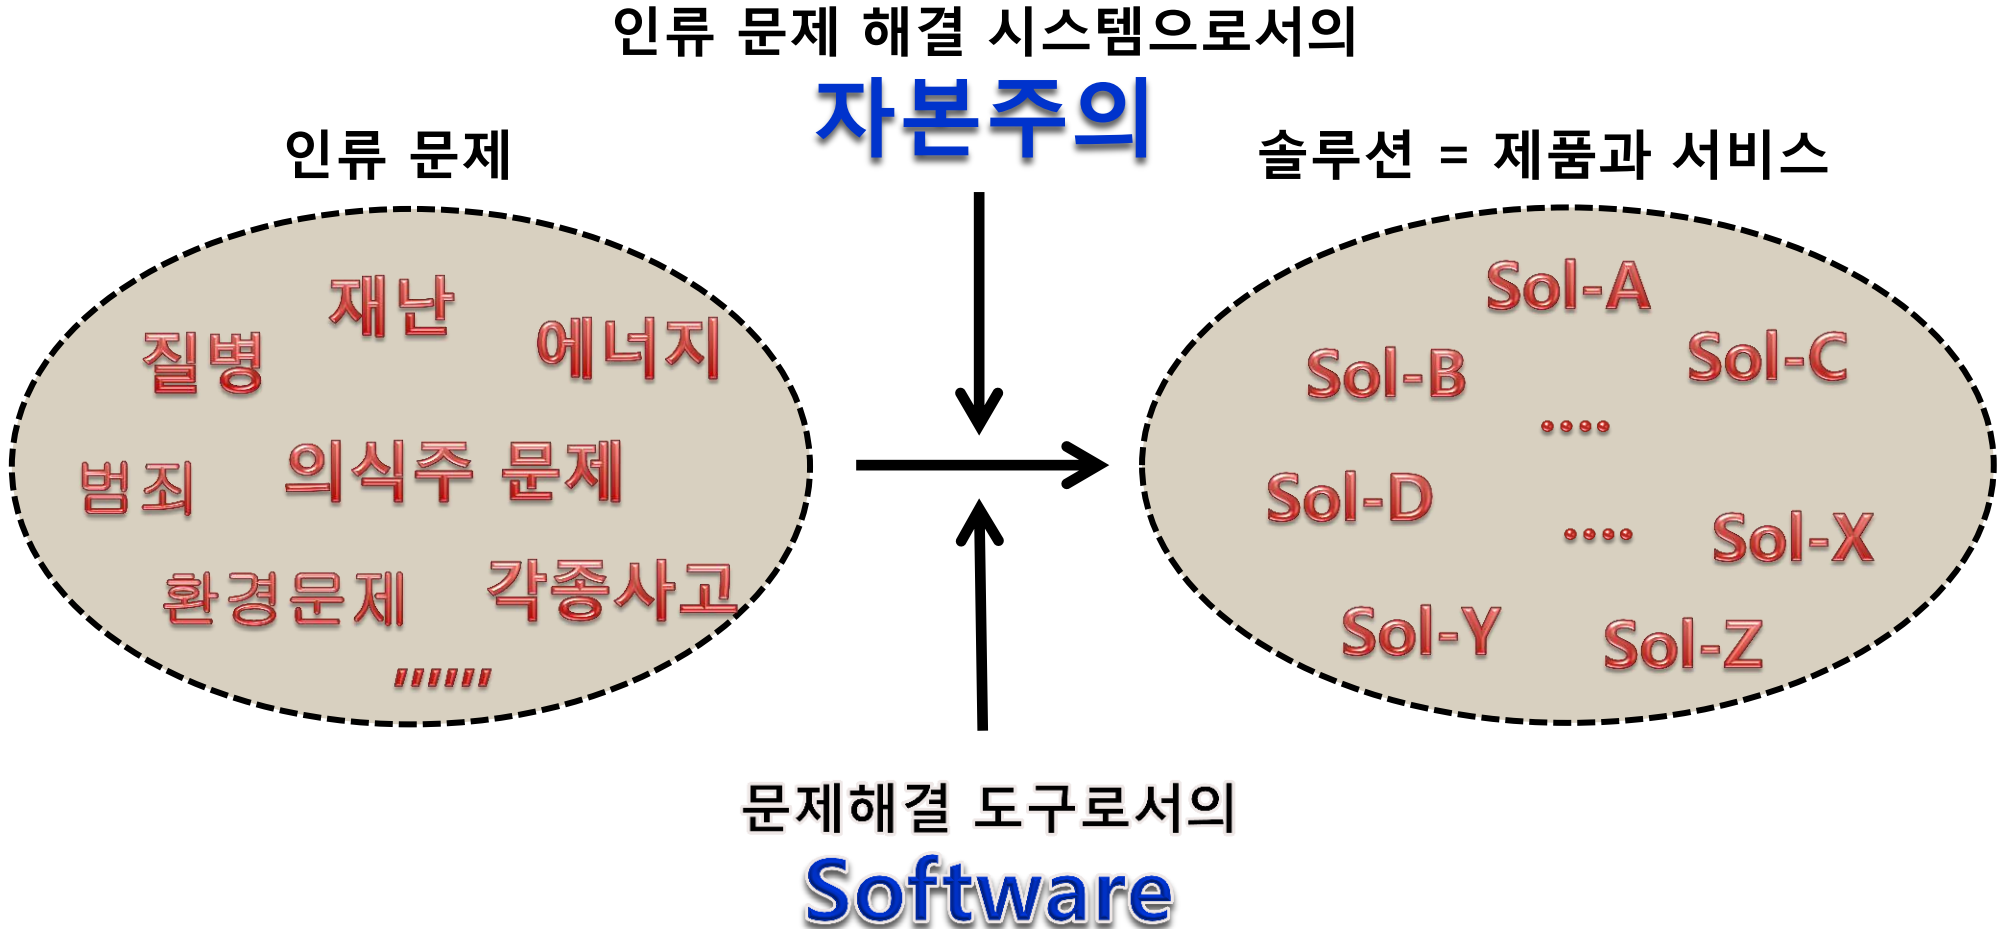 인류 문제 해결 시스템으로서의
자본주의
인류 문제
솔루션 = 제품과 서비스
재난
질병
에너지
범죄
의식주 문제
환경문제
각종사고
,,,,,,
Sol-A
Sol-B
Sol-C
....
Sol-D
....
Sol-X
Sol-Y
Sol-Z
문제해결 도구로서의
Software